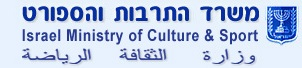 משרד התרבות והספורט
Israel Ministry of Culture & Sport
وزارة الثقافة الرياضة